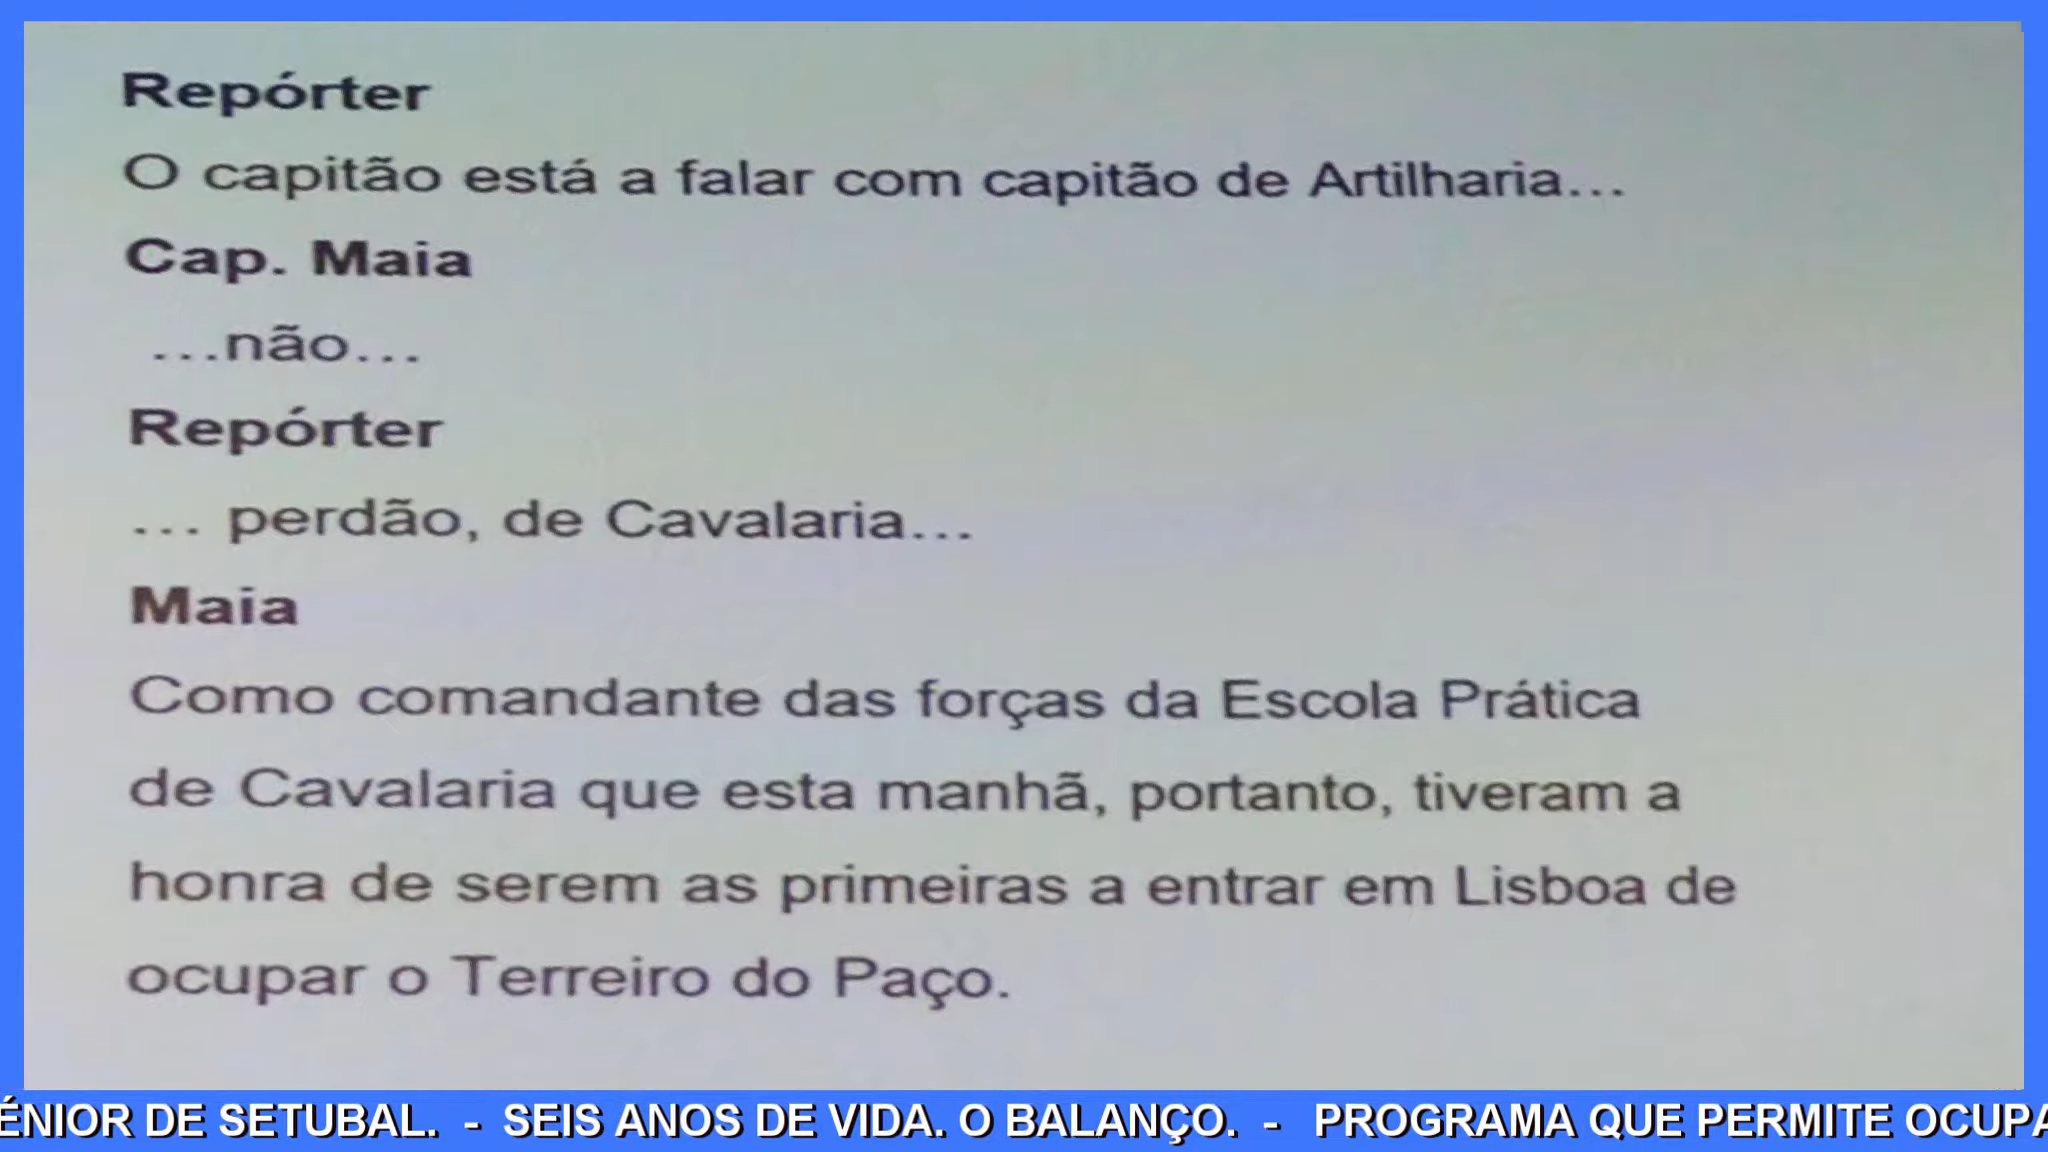 Repórter
O capitão está a falar com capitão de Artilharia...
Cap. Maia
...não...
Repórter
... perdão, de Cavalaria...
Maia
Como comandante das forças da Escola Prática
de Cavalaria que esta manhã, portanto, tiveram a
honra de serem as primeiras a entrar em Lisboa de
ocupar o Terreiro do Paço.
ÉNIOR DE SETUBAL. - SEIS ANOS DE VIDA. O BALANÇO. - PROGRAMA QUE PERMITE OCUPA